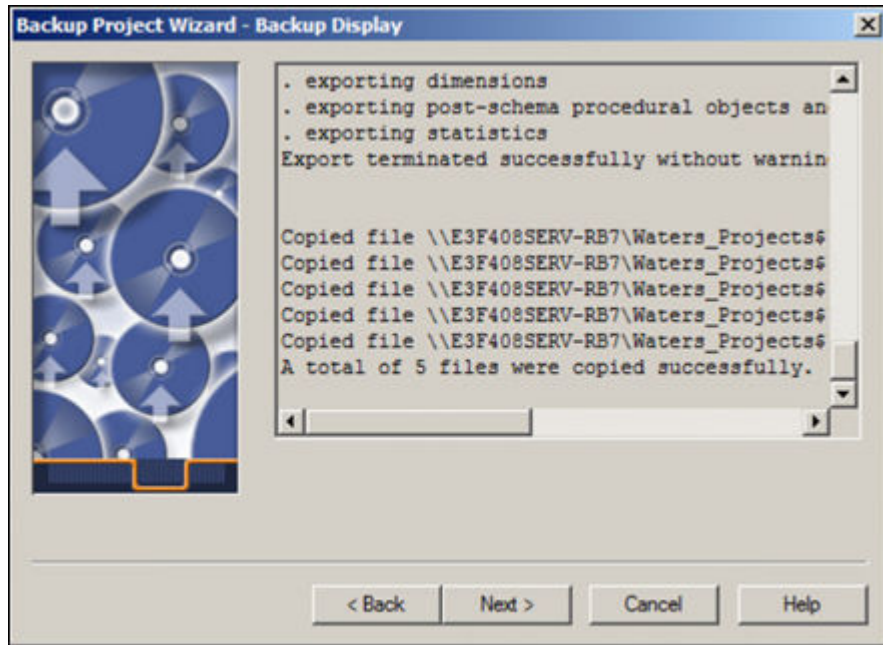 Backup Project Wizard - Backup Display
. exporting dimensions
. exporting post-schema procedural objects an
. exporting statistics
Export terminated successfully without warnin
Copied file \\E3F408SERV-RB7\Waters_Projects$
Copied file \\E3F408SERV-RB7\Waters_Projects$
Copied file \\E3F408SERV-RB7\Waters_Projects$
Copied file \\E3F408SERV-RB7\Waters_Projects$
Copied file \\E3F408SERV-RB7\Waters_Projects$
A total of 5 files were copied successfully.
< Back Next > Cancel Help